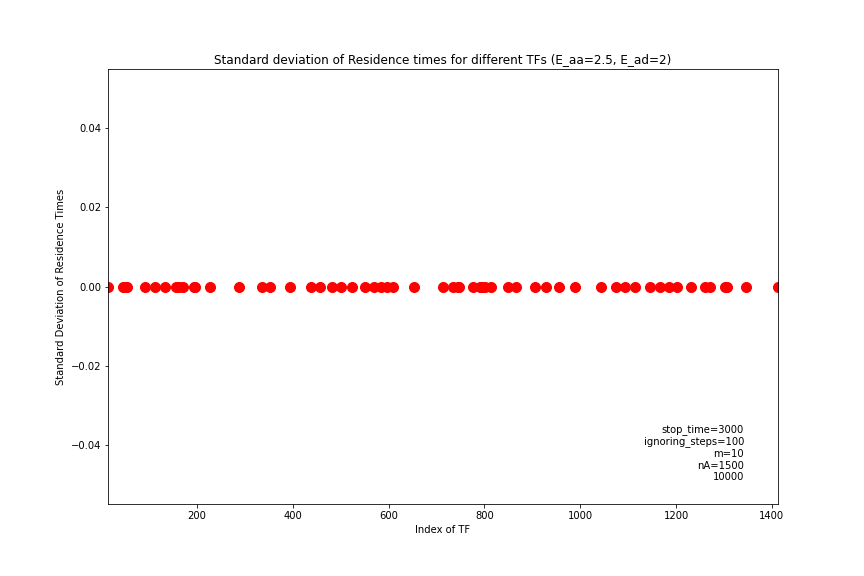 Standard deviation of Residence times for different TFs (E_aa=2.5, E_ad=2)
0.04
0.02
0.00
−0.02
−0.04
Standard Deviation of Residence Times
stop_time=3000
ignoring_steps=100
m=10
nA=1500
10000
200 400 600 800 1000 1200 1400
Index of TF